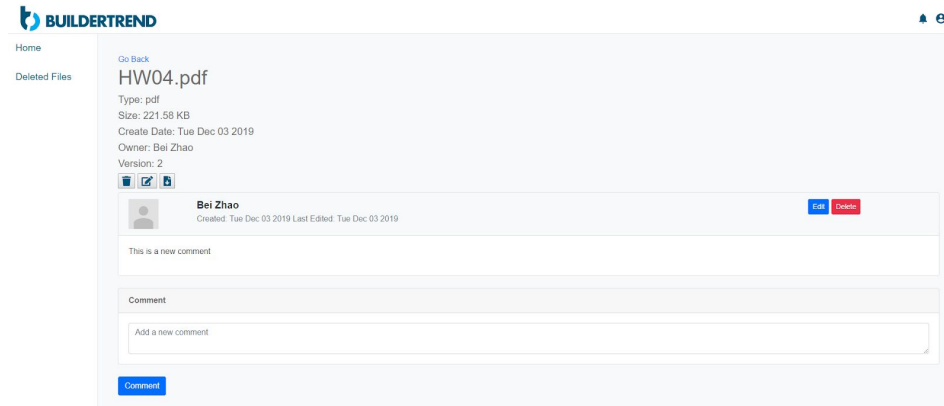 BUILDERTREND
Home
Deleted Files
Go Back
HW04.pdf
Type: pdf
Size: 221.58 KB
Create Date: Tue Dec 03 2019
Owner: Bei Zhao
Version: 2
Bei Zhao
Edit Delete
Created: Tue Dec 03 2019 Last Edited: Tue Dec 03 2019
This is a new comment
Comment
Add a new comment
Comment